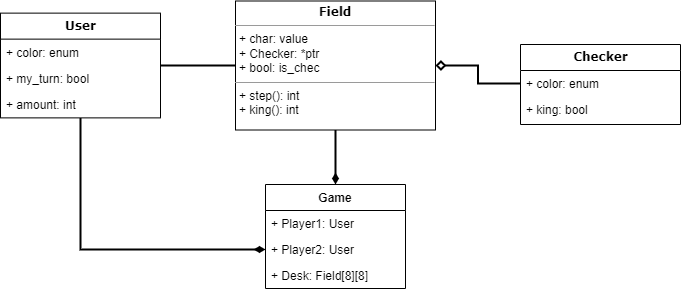 User
+ color: enum
+ my_turn: bool
+ amount: int
Field
+ char: value
+ Checker: *ptr
+ bool: is_chec
+ step(): int
+ king(): int
Checker
+ color: enum
+ king: bool
Game
+ Player1: User
+ Player2: User
+ Desk: Field[8][8]